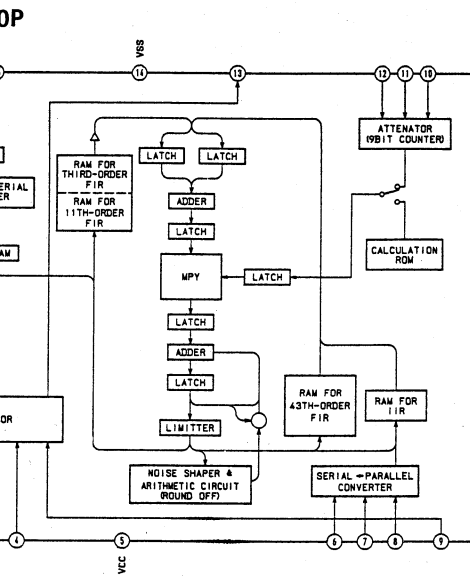 OP
VSS
14
13
12
11
10
ATTENATOR
(9BIT COUNTER)
LATCH
LATCH
RAM FOR
THIRD-ORDER
FIR
RAM FOR
11TH-ORDER
FIR
ERIAL
ER
ADDER
LATCH
AM
CALCULATION
ROM
MPY
LATCH
LATCH
ADDER
LATCH
RAM FOR
43TH-ORDER
FIR
RAM FOR
IIR
OR
LIMITTER
NOISE SHAPER &
ARITHMETIC CIRCUIT
(ROUND OFF)
SERIAL→PARALLEL
CONVERTER
4
5
6
7
8
9
VCC